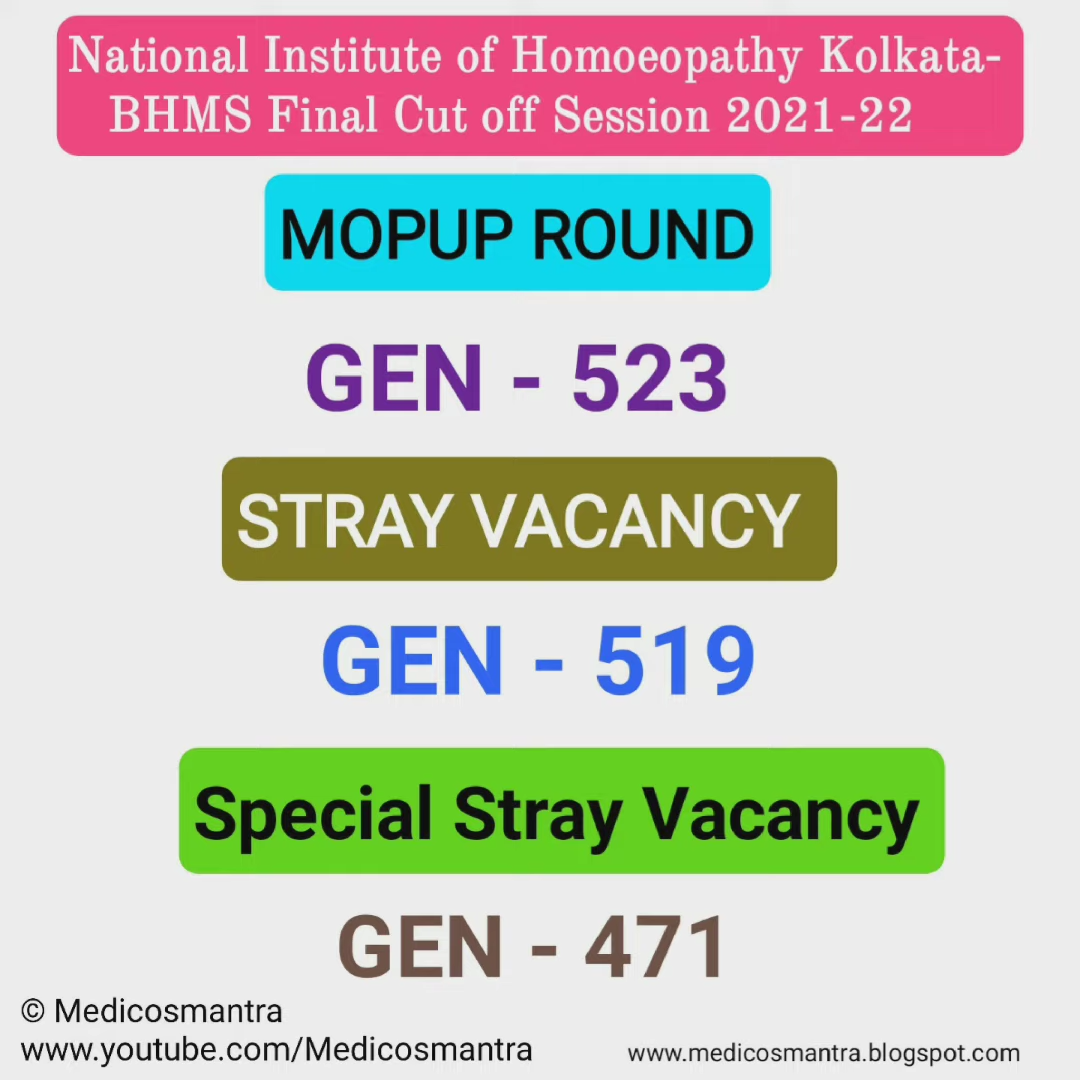 National Institute of Homoeopathy Kolkata-
BHMS Final Cut off Session 2021-22
MOPUP ROUND
GEN - 523
STRAY VACANCY
GEN - 519
Special Stray Vacancy
GEN - 471
© Medicosmantra
www.youtube.com/Medicosmantra
www.medicosmantra.blogspot.com